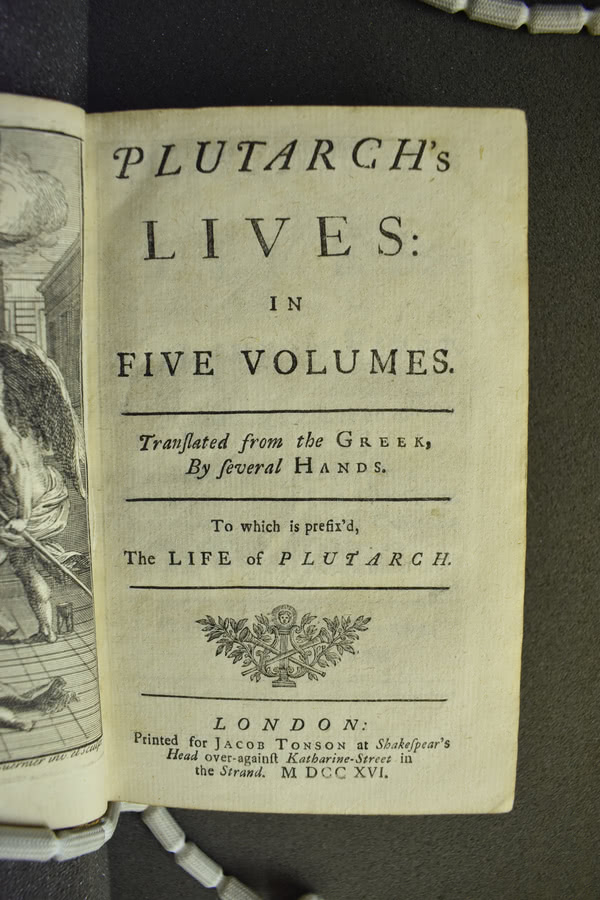 PLUTARCH's
LIVES:
IN
FIVE VOLUMES.
Tranſlated from the GREEK,
By ſeveral HANDS.
To which is prefix'd,
The LIFE of PLUTARCH.
LONDON:
Printed for JACOB TONSON at Shakeſpear's
Head over-againſt Katharine-Street in
the Strand. M DCC XVI.